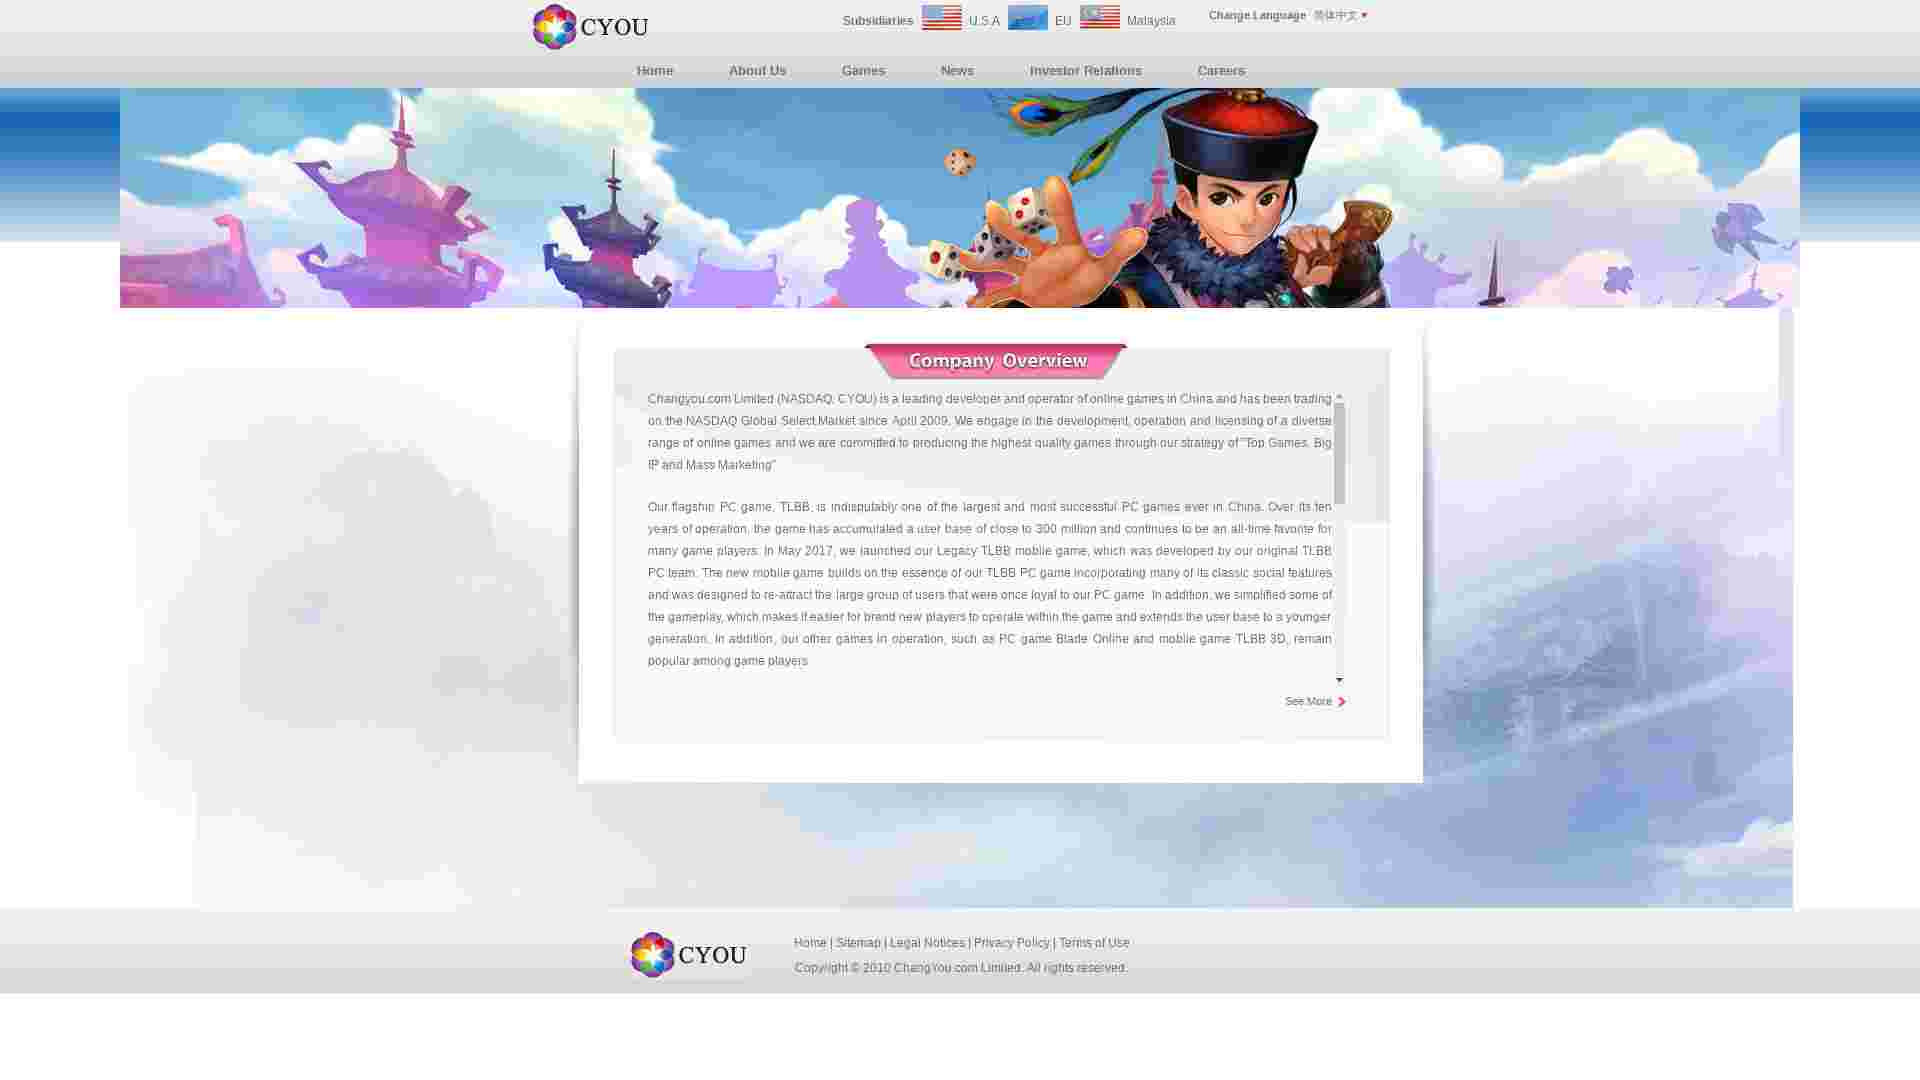 CYOU
Subsidiaries U.S.A EU Malaysia
Change Language 简体中文
Home About Us Games News Investor Relations Careers
Company Overview
Changyou.com Limited (NASDAQ: CYOU) is a leading developer and operator of online games in China and has been trading
on the NASDAQ Global Select Market since April 2009. We engage in the development, operation and licensing of a diverse
range of online games and we are committed to producing the highest quality games through our strategy of "Top Games, Big
IP and Mass Marketing"
Our flagship PC game, TLBB, is indisputably one of the largest and most successful PC games ever in China. Over its ten
years of operation, the game has accumulated a user base of close to 300 million and continues to be an all-time favorite for
many game players. In May 2017, we launched our Legacy TLBB mobile game, which was developed by our original TLBB
PC team. The new mobile game builds on the essence of our TLBB PC game incorporating many of its classic social features
and was designed to re-attract the large group of users that were once loyal to our PC game. In addition, we simplified some of
the gameplay, which makes it easier for brand new players to operate within the game and extends the user base to a younger
generation. In addition, our other games in operation, such as PC game Blade Online and mobile game TLBB 3D, remain
popular among game players.
See More
CYOU
Home | Sitemap | Legal Notices | Privacy Policy | Terms of Use
Copyright © 2010 ChangYou.com Limited. All rights reserved.